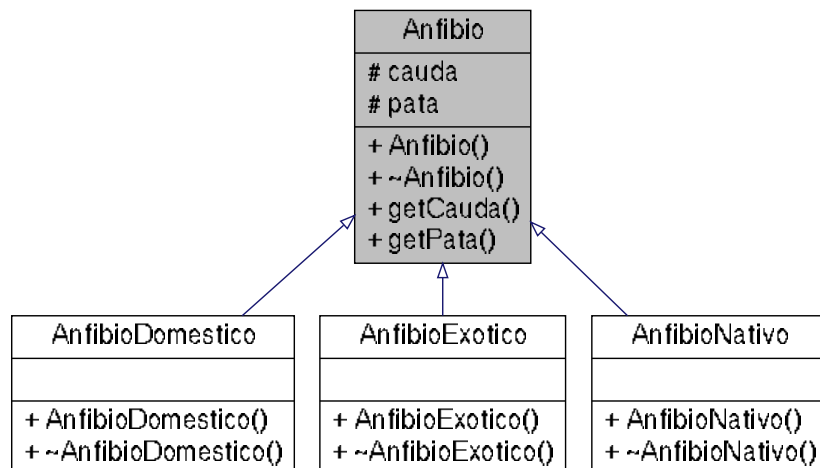 Anfibio
# cauda
# pata
+ Anfibio()
+ ~Anfibio()
+ getCauda()
+ getPata()
AnfibioDomestico
+ AnfibioDomestico()
+ ~AnfibioDomestico()
AnfibioExotico
+ AnfibioExotico()
+ ~AnfibioExotico()
AnfibioNativo
+ AnfibioNativo()
+ ~AnfibioNativo()